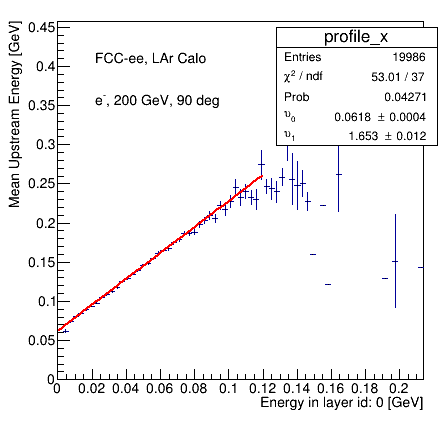 profile_x
Entries 19986
χ² / ndf 53.01 / 37
Prob 0.04271
υ₀ 0.0618 ± 0.0004
υ₁ 1.653 ± 0.012
FCC-ee, LAr Calo
e⁻, 200 GeV, 90 deg
Mean Upstream Energy [GeV]
0.45
0.4
0.35
0.3
0.25
0.2
0.15
0.1
0.05
0
0 0.02 0.04 0.06 0.08 0.1 0.12 0.14 0.16 0.18 0.2
Energy in layer id: 0 [GeV]